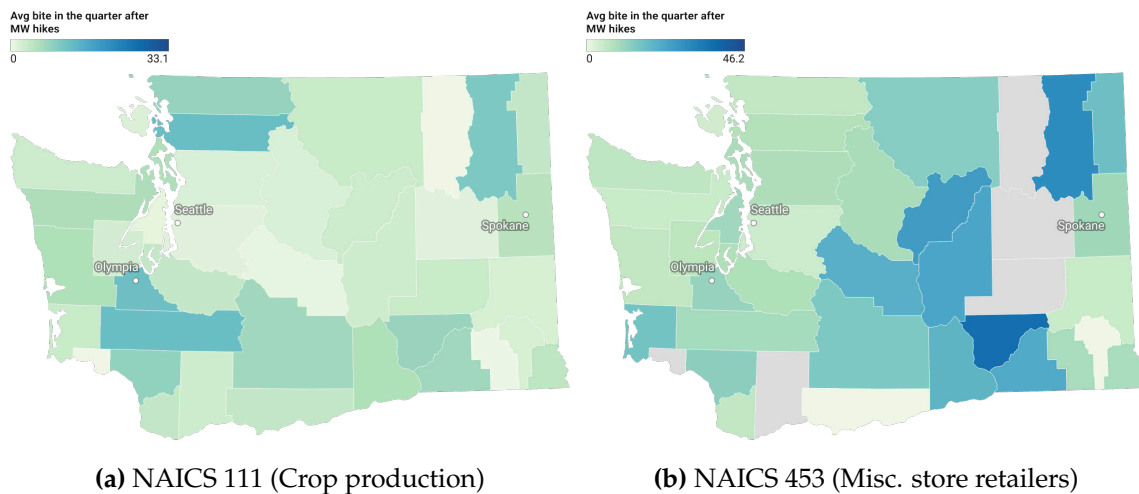 Avg bite in the quarter after
MW hikes
0 33.1
Seattle
Spokane
Olympia
(a) NAICS 111 (Crop production)
Avg bite in the quarter after
MW hikes
0 46.2
Seattle
Spokane
Olympia
(b) NAICS 453 (Misc. store retailers)